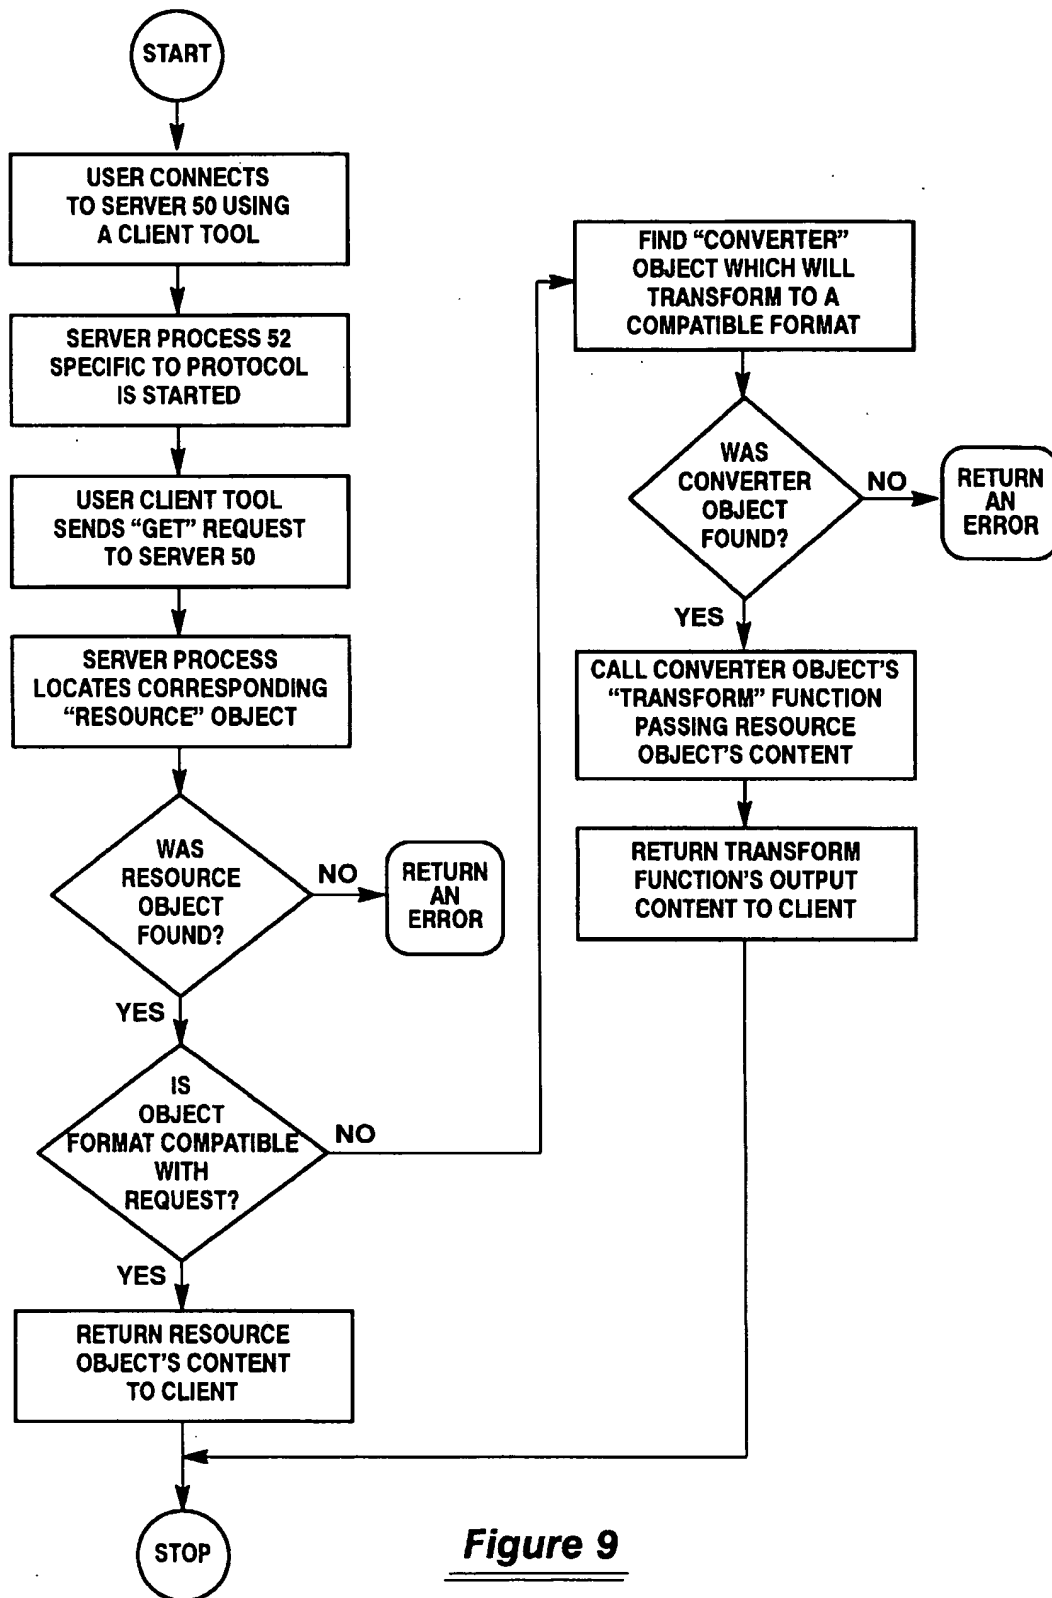 START
USER CONNECTS
TO SERVER 50 USING
A CLIENT TOOL
SERVER PROCESS 52
SPECIFIC TO PROTOCOL
IS STARTED
USER CLIENT TOOL
SENDS “GET” REQUEST
TO SERVER 50
SERVER PROCESS
LOCATES CORRESPONDING
“RESOURCE” OBJECT
WAS
RESOURCE
OBJECT
FOUND?
NO
RETURN
AN
ERROR
YES
IS
OBJECT
FORMAT COMPATIBLE
WITH
REQUEST?
NO
YES
RETURN RESOURCE
OBJECT’S CONTENT
TO CLIENT
STOP
FIND “CONVERTER”
OBJECT WHICH WILL
TRANSFORM TO A
COMPATIBLE FORMAT
WAS
CONVERTER
OBJECT
FOUND?
NO
RETURN
AN
ERROR
YES
CALL CONVERTER OBJECT’S
“TRANSFORM” FUNCTION
PASSING RESOURCE
OBJECT’S CONTENT
RETURN TRANSFORM
FUNCTION’S OUTPUT
CONTENT TO CLIENT
Figure 9